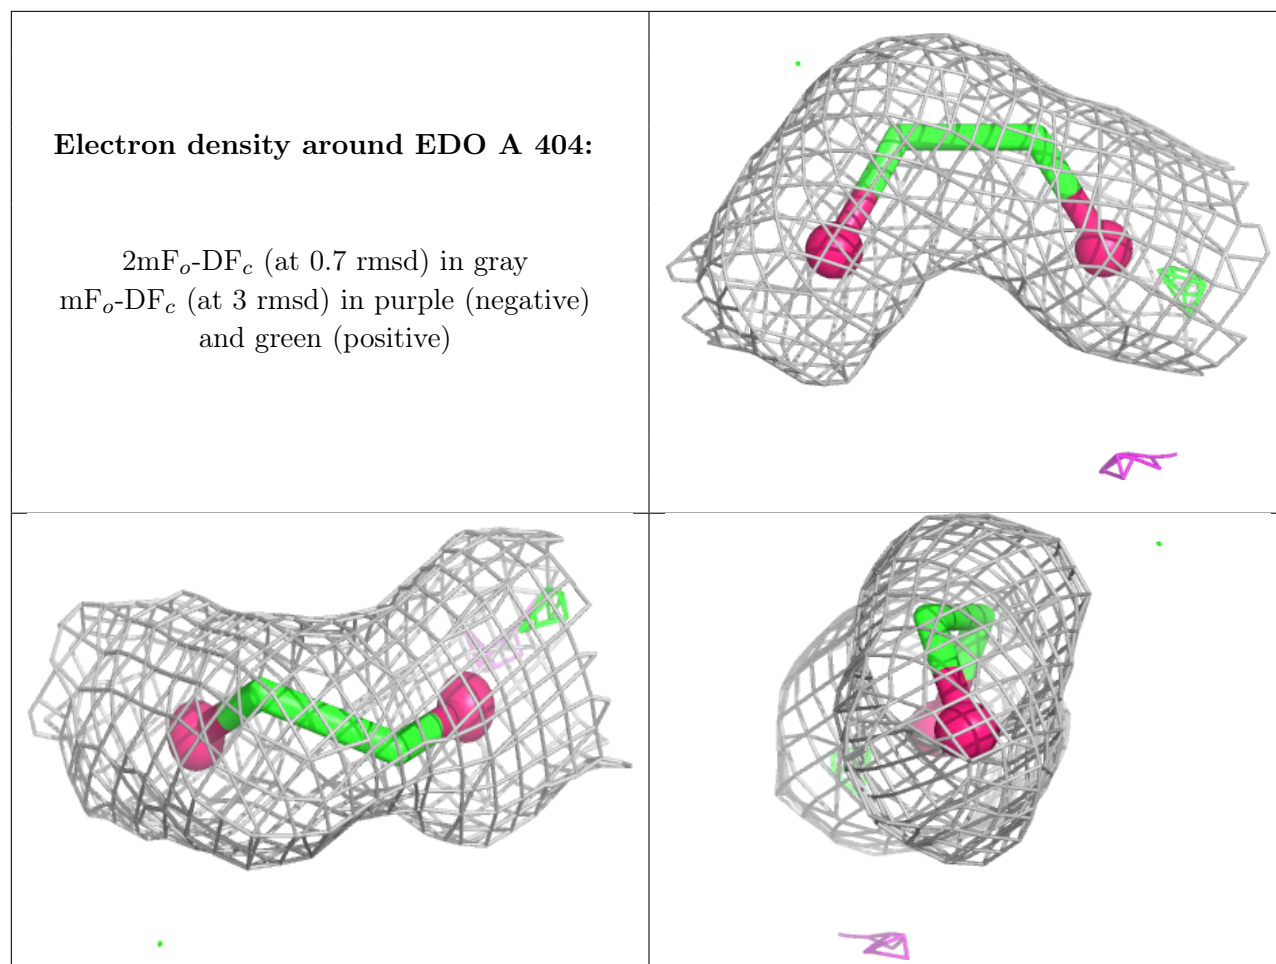 Electron density around EDO A 404:
2mFo-DFc (at 0.7 rmsd) in gray
mFo-DFc (at 3 rmsd) in purple (negative)
and green (positive)